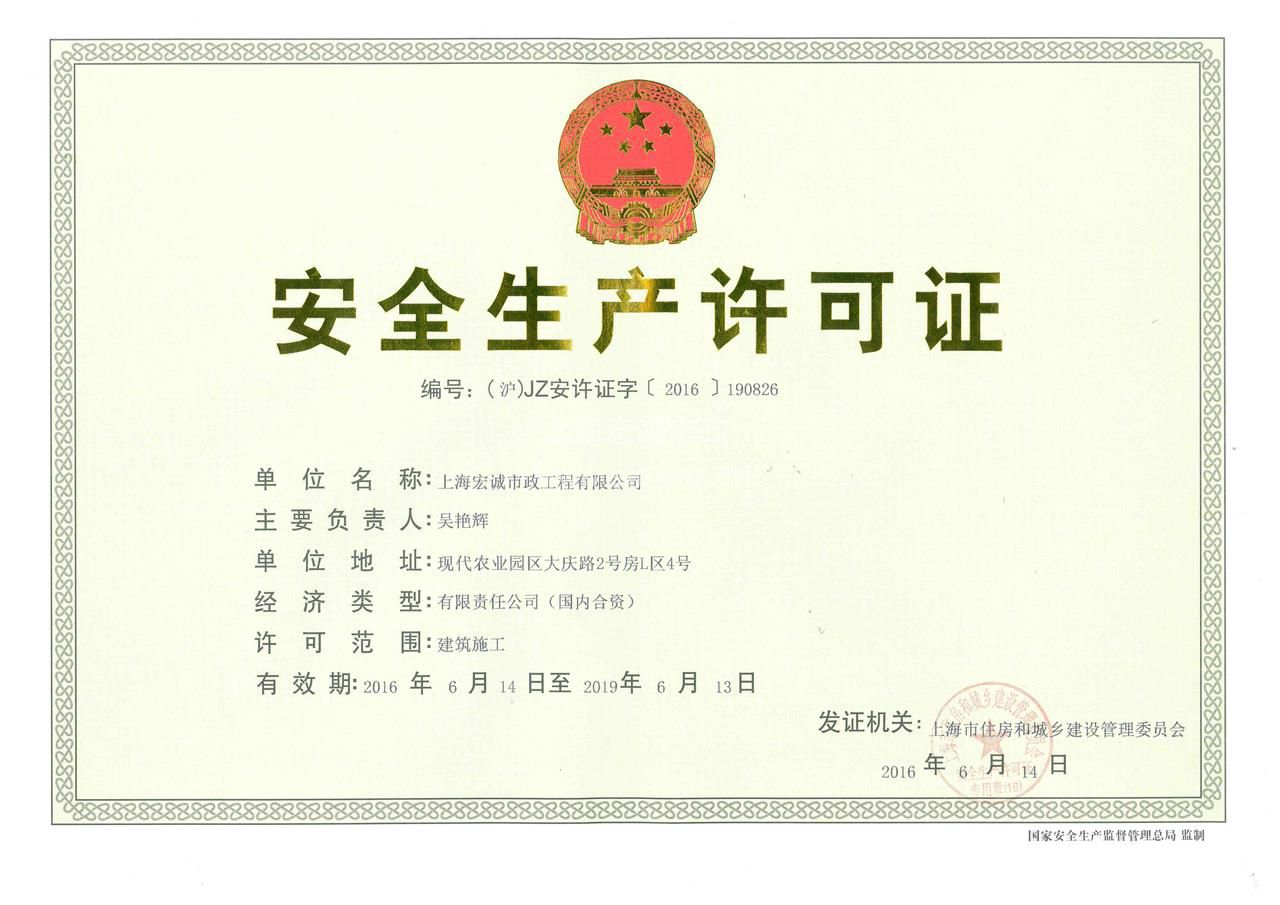 安全生产许可证
编号：(沪)JZ安许证字〔 2016 〕190826
单位名称：上海宏诚市政工程有限公司
主要负责人：吴艳辉
单位地址：现代农业园区大庆路2号房L区4号
经济类型：有限责任公司（国内合资）
许可范围：建筑施工
有效期：2016 年 6 月 14 日至 2019年 6 月 13日
发证机关：上海市住房和城乡建设管理委员会
2016 年 6 月 14 日
安全生产许可证
专用章(16)
国家安全生产监督管理总局 监制